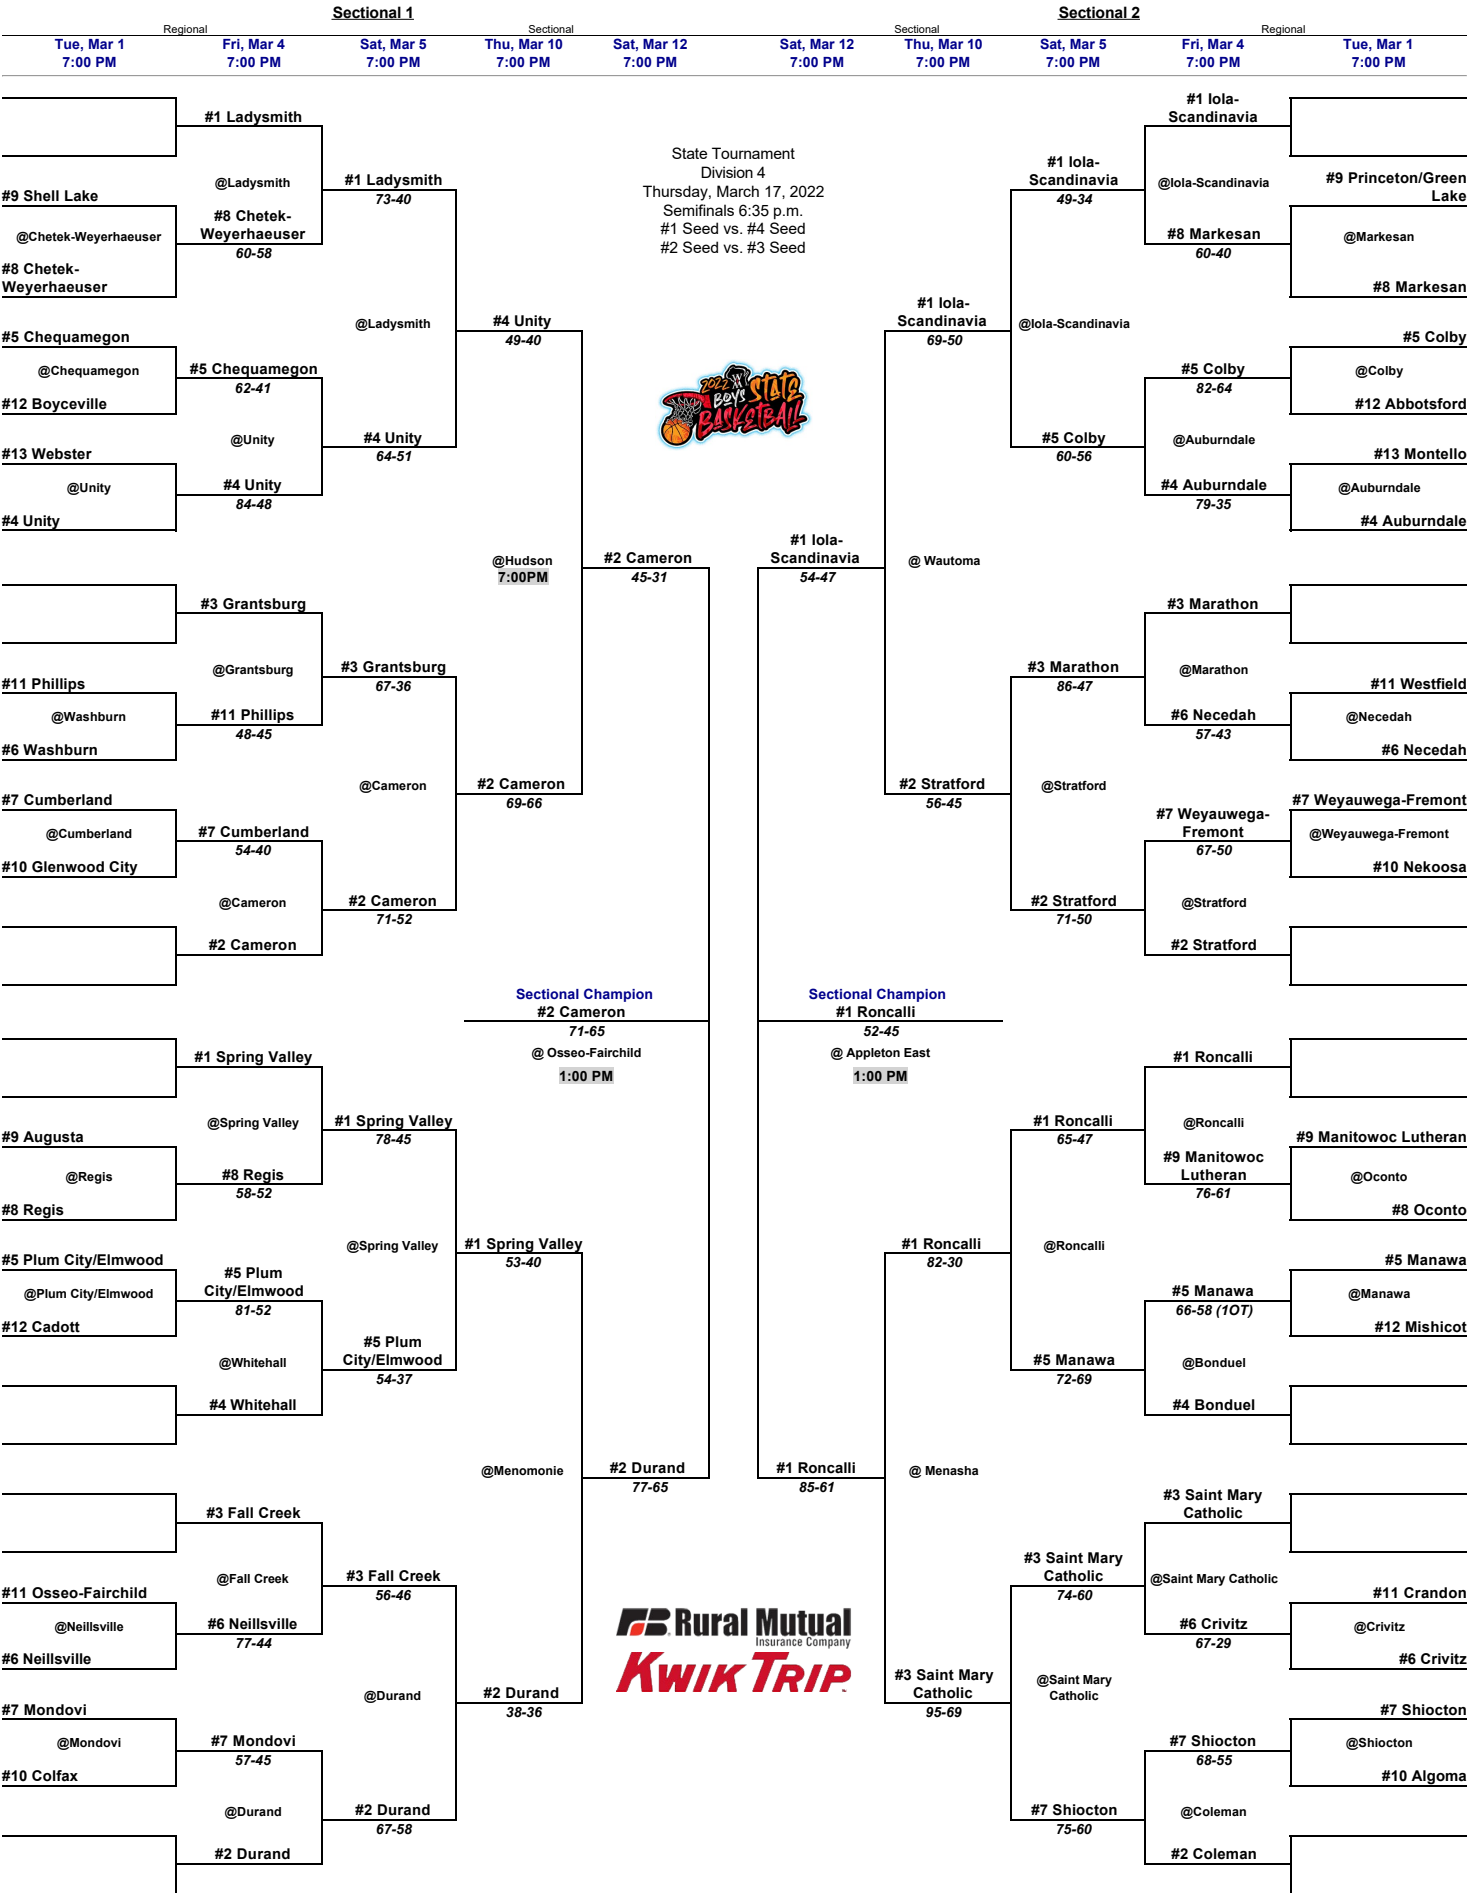 Sectional 1
Sectional 2
Regional
Sectional
Sectional
Regional
Tue, Mar 1
7:00 PM
Fri, Mar 4
7:00 PM
Sat, Mar 5
7:00 PM
Thu, Mar 10
7:00 PM
Sat, Mar 12
7:00 PM
Sat, Mar 12
7:00 PM
Thu, Mar 10
7:00 PM
Sat, Mar 5
7:00 PM
Fri, Mar 4
7:00 PM
Tue, Mar 1
7:00 PM
State Tournament
Division 4
Thursday, March 17, 2022
Semifinals 6:35 p.m.
#1 Seed vs. #4 Seed
#2 Seed vs. #3 Seed
2022
BOYS STATE
BASKETBALL
#9 Shell Lake
@Chetek-Weyerhaeuser
#8 Chetek-
Weyerhaeuser
#5 Chequamegon
@Chequamegon
#12 Boyceville
#13 Webster
@Unity
#4 Unity
#11 Phillips
@Washburn
#6 Washburn
#7 Cumberland
@Cumberland
#10 Glenwood City
#9 Augusta
@Regis
#8 Regis
#5 Plum City/Elmwood
@Plum City/Elmwood
#12 Cadott
#11 Osseo-Fairchild
@Neillsville
#6 Neillsville
#7 Mondovi
@Mondovi
#10 Colfax
#1 Ladysmith
@Ladysmith
#8 Chetek-
Weyerhaeuser
60-58
#5 Chequamegon
62-41
@Unity
#4 Unity
84-48
#3 Grantsburg
@Grantsburg
#11 Phillips
48-45
#7 Cumberland
54-40
@Cameron
#2 Cameron
#1 Spring Valley
@Spring Valley
#8 Regis
58-52
#5 Plum
City/Elmwood
81-52
@Whitehall
#4 Whitehall
#3 Fall Creek
@Fall Creek
#6 Neillsville
77-44
#7 Mondovi
57-45
@Durand
#2 Durand
#1 Ladysmith
73-40
@Ladysmith
#4 Unity
64-51
#3 Grantsburg
67-36
@Cameron
#2 Cameron
71-52
#1 Spring Valley
78-45
@Spring Valley
#5 Plum
City/Elmwood
54-37
#3 Fall Creek
56-46
@Durand
#2 Durand
67-58
#4 Unity
49-40
@Hudson
7:00PM
#2 Cameron
69-66
#1 Spring Valley
53-40
@Menomonie
#2 Durand
38-36
#2 Cameron
45-31
#2 Durand
77-65
Sectional Champion
#2 Cameron
71-65
@ Osseo-Fairchild
1:00 PM
Sectional Champion
#1 Roncalli
52-45
@ Appleton East
1:00 PM
#1 Iola-
Scandinavia
54-47
#1 Roncalli
85-61
#1 Iola-
Scandinavia
69-50
@ Wautoma
#2 Stratford
56-45
#1 Roncalli
82-30
@ Menasha
#3 Saint Mary
Catholic
95-69
#1 Iola-
Scandinavia
49-34
@Iola-Scandinavia
#5 Colby
60-56
#3 Marathon
86-47
@Stratford
#2 Stratford
71-50
#1 Roncalli
65-47
@Roncalli
#5 Manawa
72-69
#3 Saint Mary
Catholic
74-60
@Saint Mary
Catholic
#7 Shiocton
75-60
#1 Iola-
Scandinavia
@Iola-Scandinavia
#8 Markesan
60-40
#5 Colby
82-64
@Auburndale
#4 Auburndale
79-35
#3 Marathon
@Marathon
#6 Necedah
57-43
#7 Weyauwega-
Fremont
67-50
@Stratford
#2 Stratford
#1 Roncalli
@Roncalli
#9 Manitowoc
Lutheran
76-61
#5 Manawa
66-58 (1OT)
@Bonduel
#4 Bonduel
#3 Saint Mary
Catholic
@Saint Mary Catholic
#6 Crivitz
67-29
#7 Shiocton
68-55
@Coleman
#2 Coleman
#9 Princeton/Green
Lake
@Markesan
#8 Markesan
#5 Colby
@Colby
#12 Abbotsford
#13 Montello
@Auburndale
#4 Auburndale
#11 Westfield
@Necedah
#6 Necedah
#7 Weyauwega-Fremont
@Weyauwega-Fremont
#10 Nekoosa
#9 Manitowoc Lutheran
@Oconto
#8 Oconto
#5 Manawa
@Manawa
#12 Mishicot
#11 Crandon
@Crivitz
#6 Crivitz
#7 Shiocton
@Shiocton
#10 Algoma
Rural Mutual
Insurance Company
KWIK TRIP